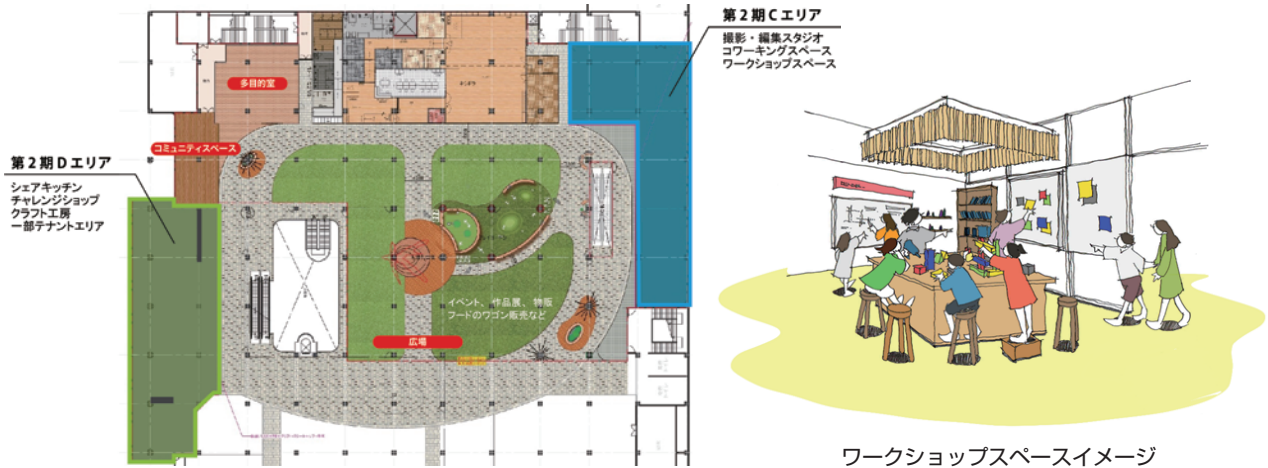 第2期Cエリア
撮影・編集スタジオ
コワーキングスペース
ワークショップスペース
多目的室
コミュニティスペース
第2期Dエリア
シェアキッチン
チャレンジショップ
クラフト工房
一部テナントエリア
イベント、作品展、物販
フードのワゴン販売など
広場
ワークショップスペースイメージ